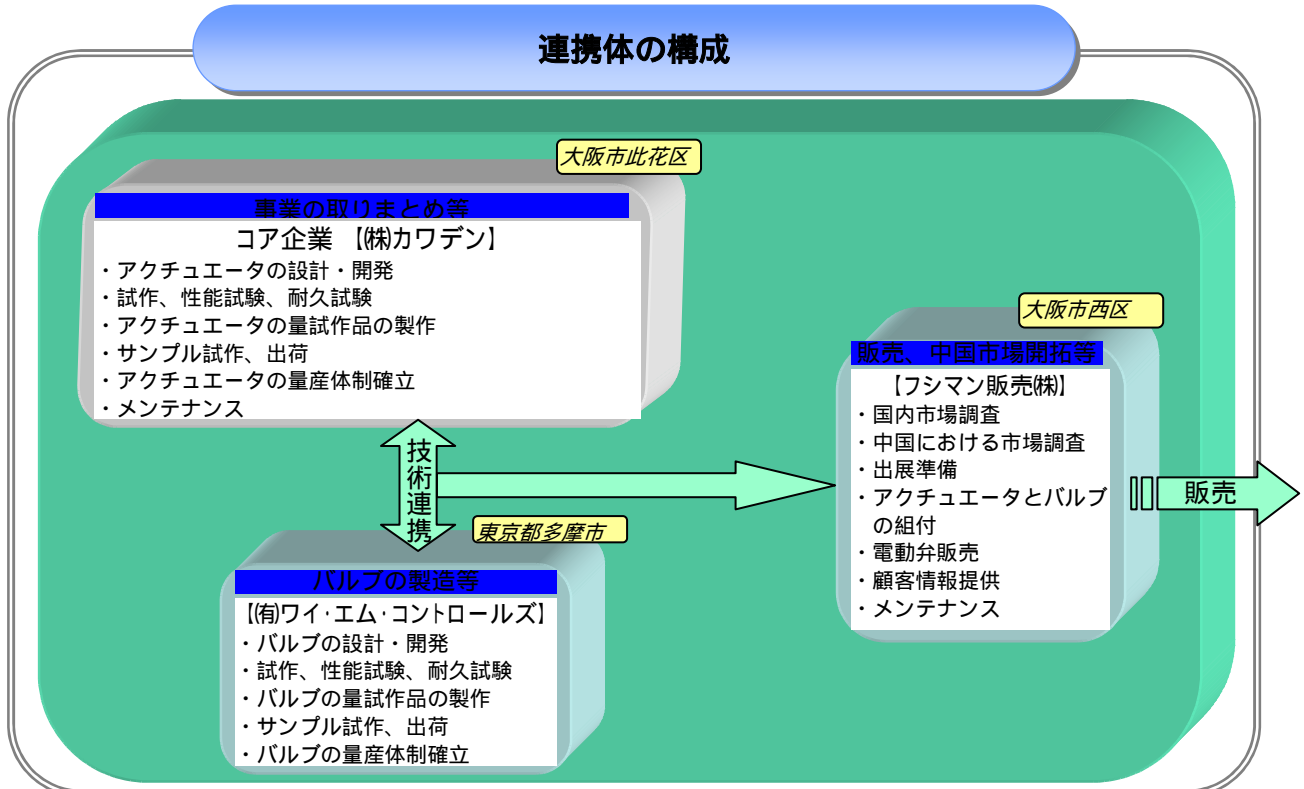 連携体の構成
大阪市此花区
事業の取りまとめ等
コア企業 【㈱カワデン】
・アクチュエータの設計・開発
・試作、性能試験、耐久試験
・アクチュエータの量試作品の製作
・サンプル試作、出荷
・アクチュエータの量産体制確立
・メンテナンス
技術連携
東京都多摩市
バルブの製造等
【㈲ワイ・エム・コントロールズ】
・バルブの設計・開発
・試作、性能試験、耐久試験
・バルブの量試作品の製作
・サンプル試作、出荷
・バルブの量産体制確立
大阪市西区
販売、中国市場開拓等
【フシマン販売㈱】
・国内市場調査
・中国における市場調査
・出展準備
・アクチュエータとバルブ
の組付
・電動弁販売
・顧客情報提供
・メンテナンス
販売